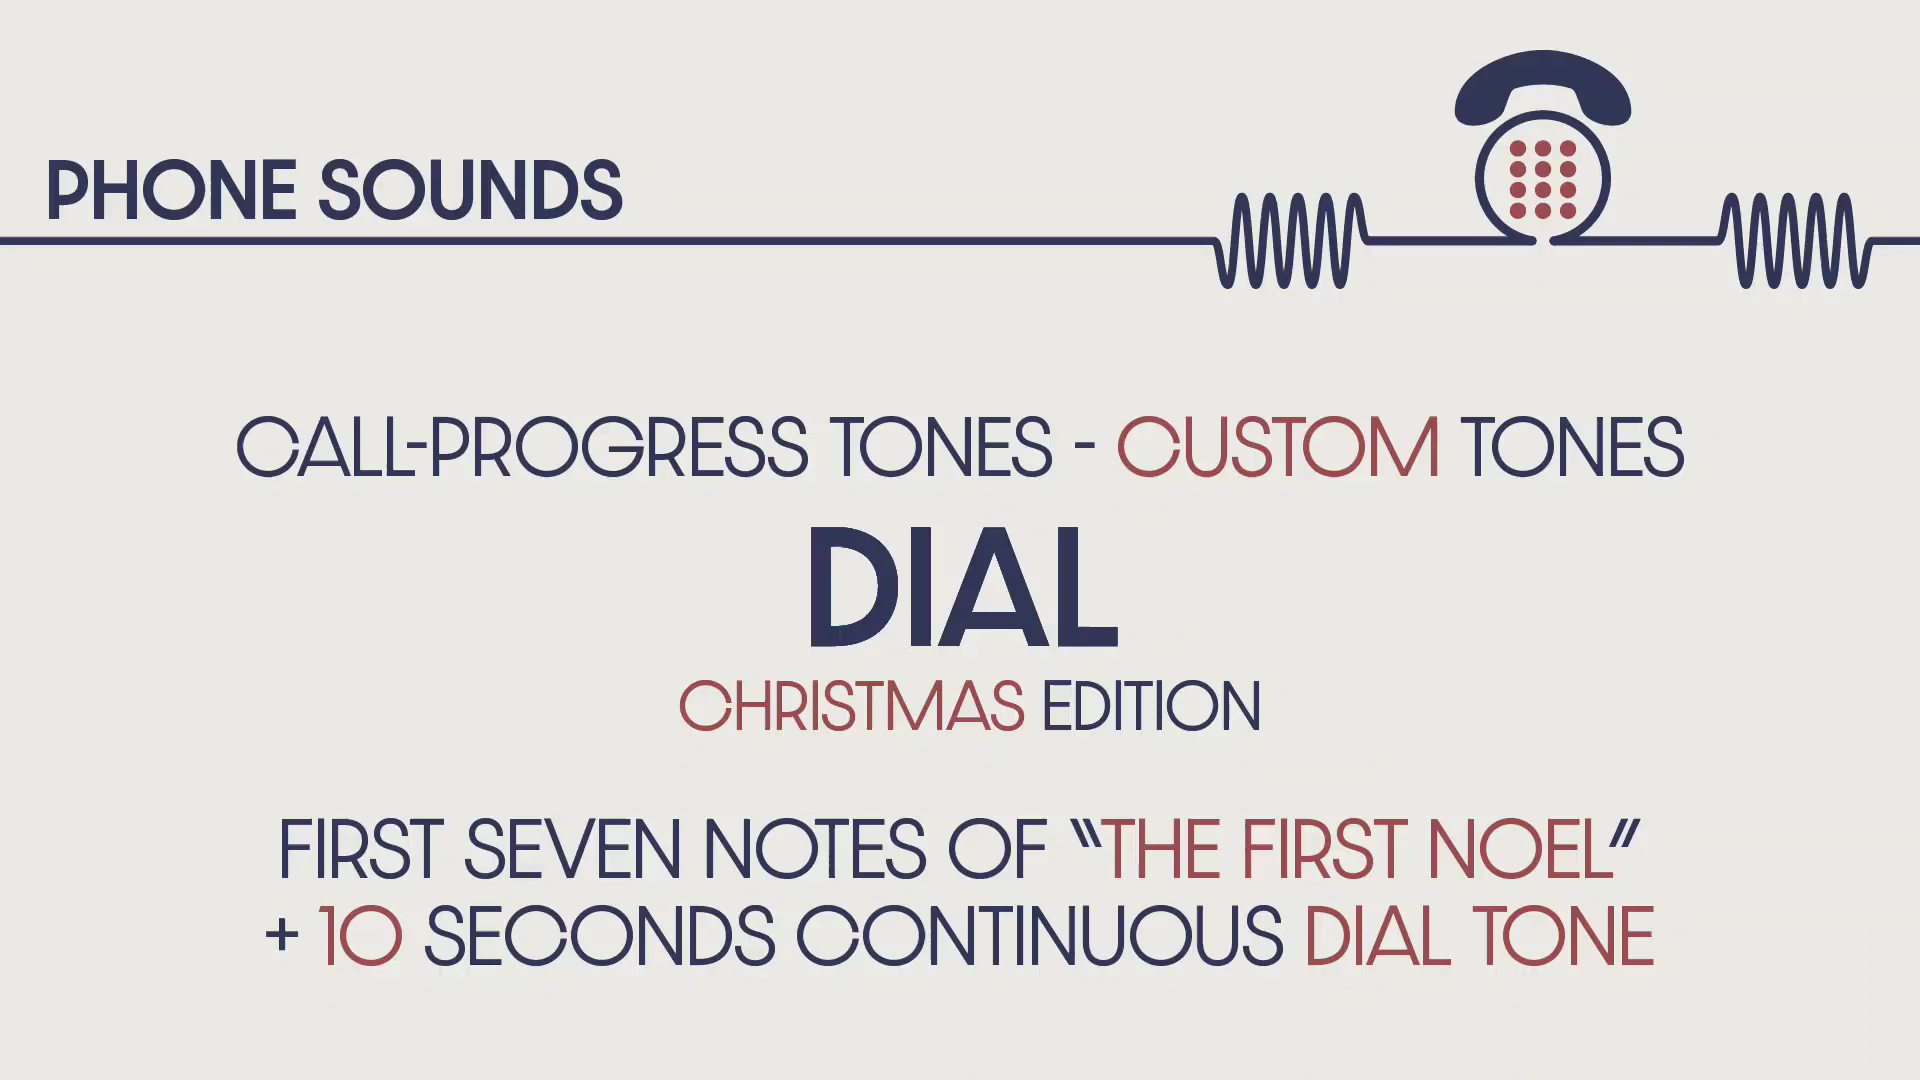 PHONE SOUNDS
CALL-PROGRESS TONES - CUSTOM TONES
DIAL
CHRISTMAS EDITION
FIRST SEVEN NOTES OF “THE FIRST NOEL”
+ 10 SECONDS CONTINUOUS DIAL TONE